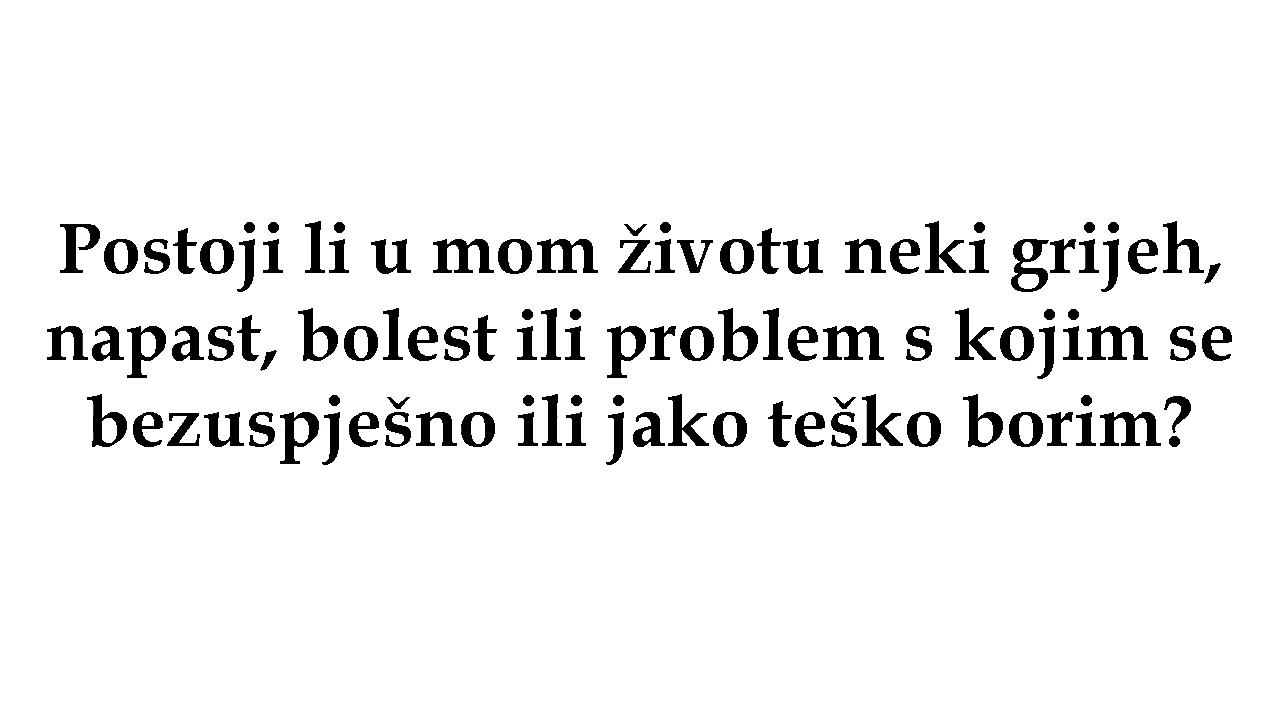 Postoji li u mom životu neki grijeh,
napast, bolest ili problem s kojim se
bezuspješno ili jako teško borim?